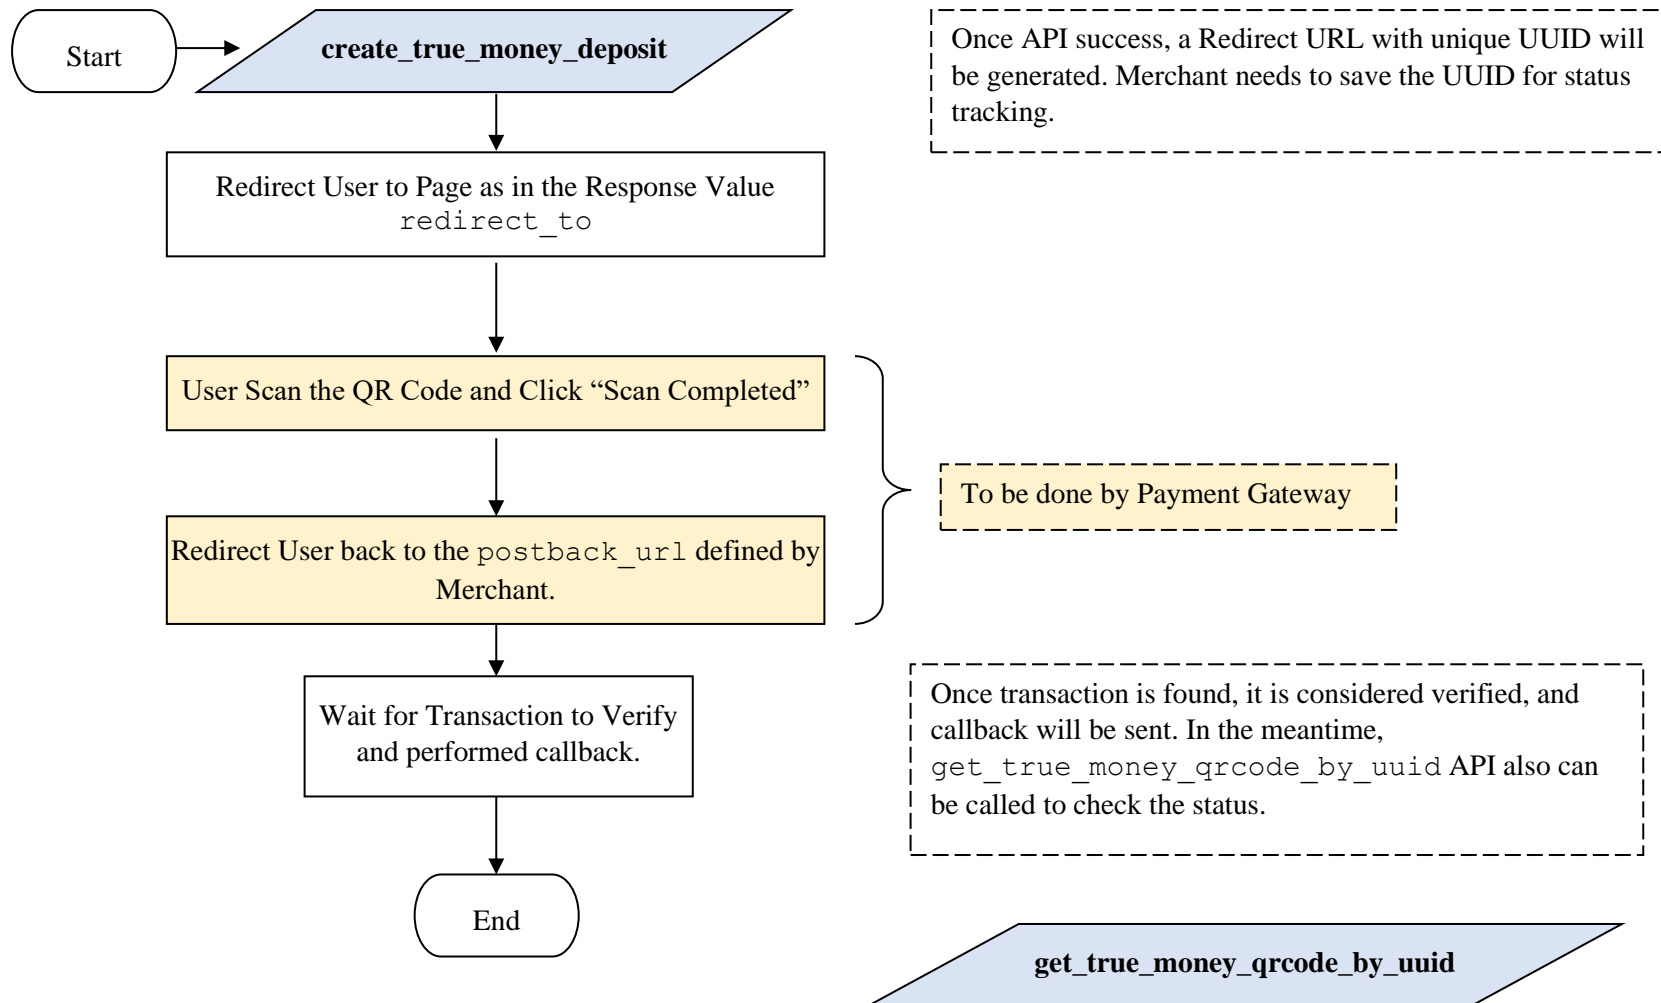 Start
create_true_money_deposit
Once API success, a Redirect URL with unique UUID will
be generated. Merchant needs to save the UUID for status
tracking.
Redirect User to Page as in the Response Value
redirect_to
User Scan the QR Code and Click “Scan Completed”
To be done by Payment Gateway
Redirect User back to the postback_url defined by
Merchant.
Wait for Transaction to Verify
and performed callback.
Once transaction is found, it is considered verified, and
callback will be sent. In the meantime,
get_true_money_qrcode_by_uuid API also can
be called to check the status.
End
get_true_money_qrcode_by_uuid